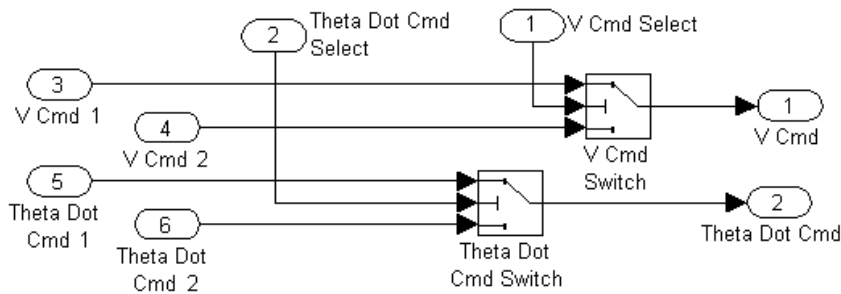 2
Theta Dot Cmd
Select
1
V Cmd Select
3
V Cmd 1
4
V Cmd 2
1
V Cmd
V Cmd
Switch
5
Theta Dot
Cmd 1
6
Theta Dot
Cmd 2
Theta Dot
Cmd Switch
2
Theta Dot Cmd